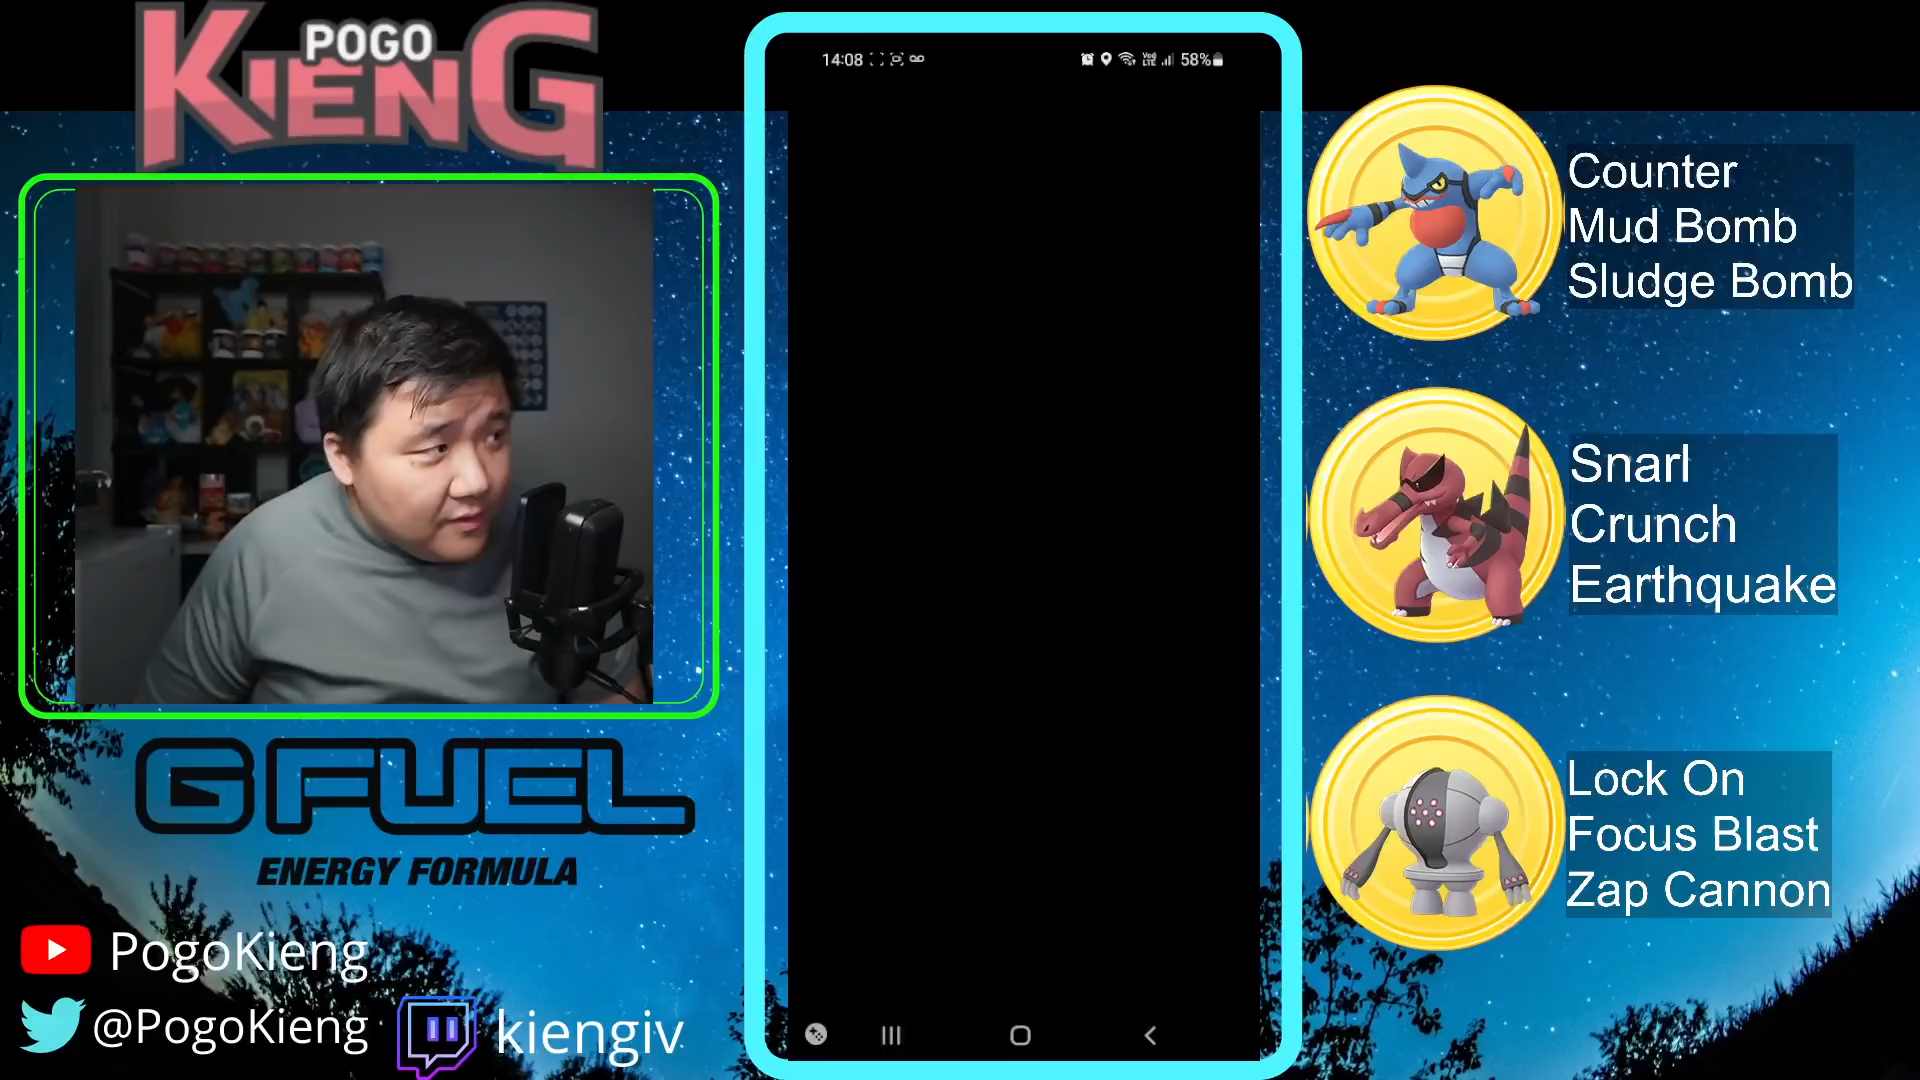 POGO
KIENG
14:08
58%
Counter
Mud Bomb
Sludge Bomb
Snarl
Crunch
Earthquake
Lock On
Focus Blast
Zap Cannon
G FUEL
ENERGY FORMULA
PogoKieng
@PogoKieng
kiengiv